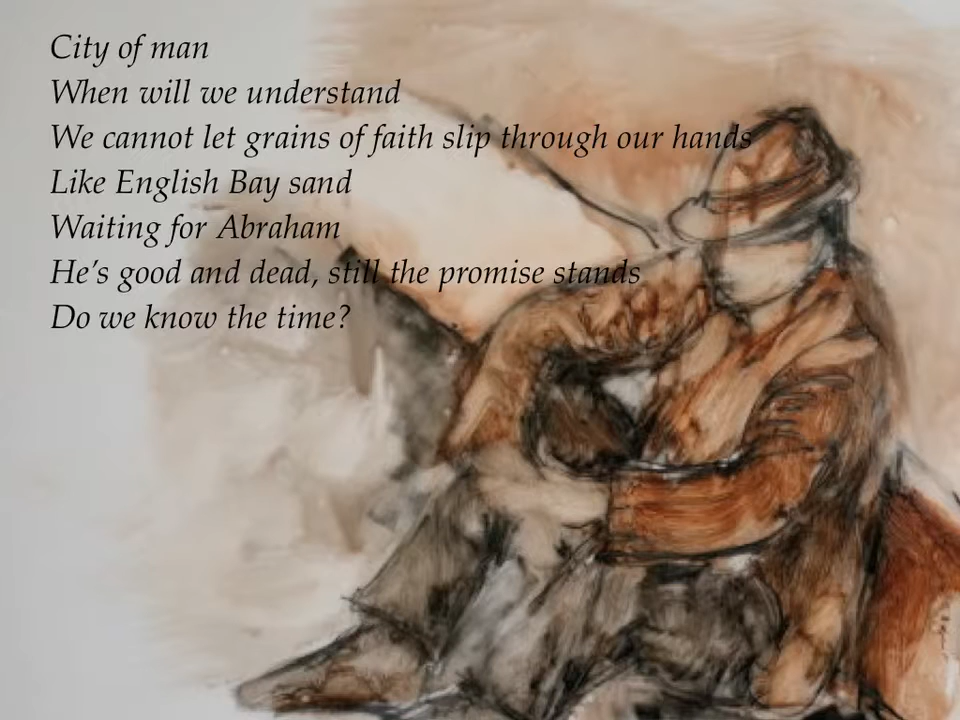 City of man
When will we understand
We cannot let grains of faith slip through our hands
Like English Bay sand
Waiting for Abraham
He’s good and dead, still the promise stands
Do we know the time?